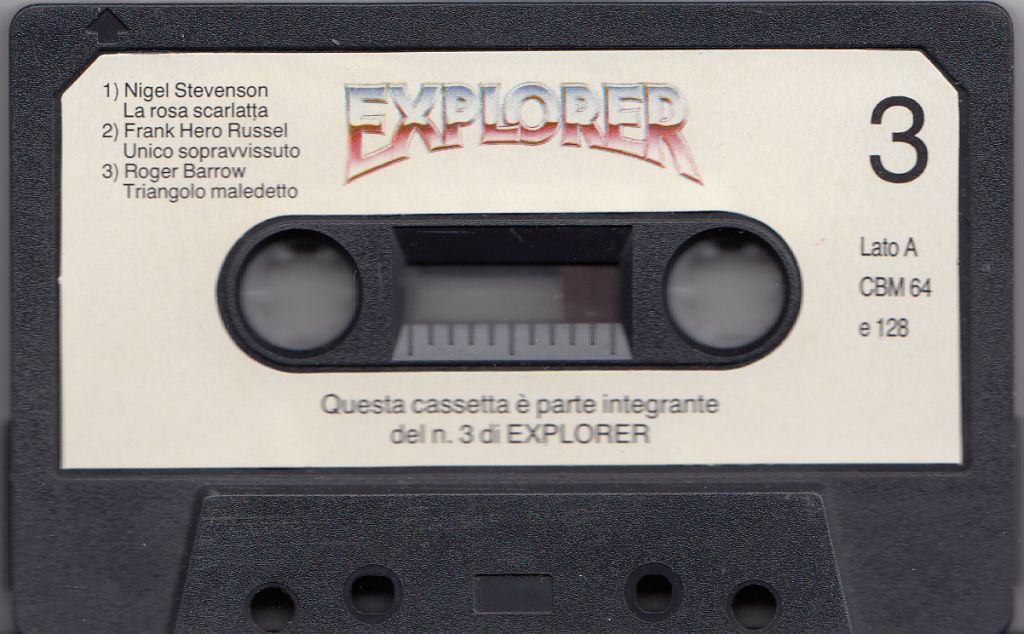 1) Nigel Stevenson
La rosa scarlatta
2) Frank Hero Russel
Unico sopravvissuto
3) Roger Barrow
Triangolo maledetto
EXPLORER
3
Lato A
CBM 64
e 128
Questa cassetta è parte integrante
del n. 3 di EXPLORER